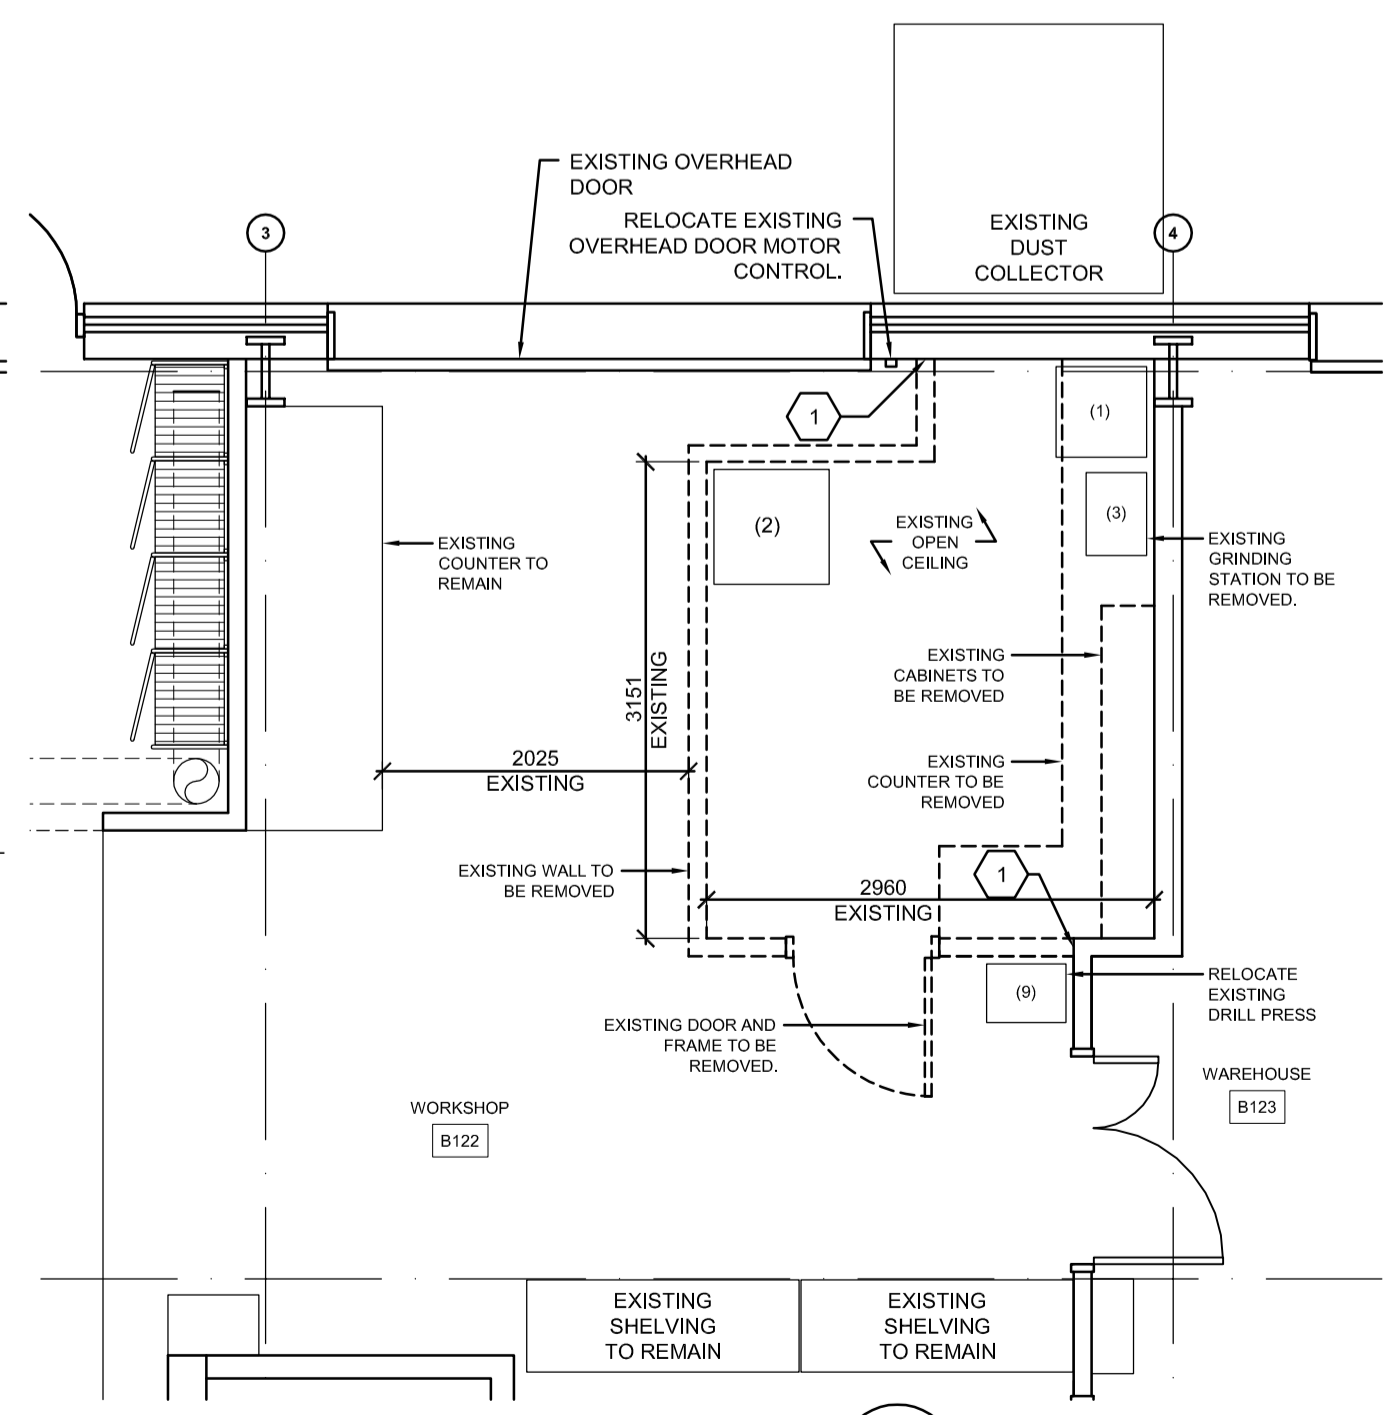 EXISTING OVERHEAD
DOOR
RELOCATE EXISTING
OVERHEAD DOOR MOTOR
CONTROL.
EXISTING
DUST
COLLECTOR
3
4
1
(1)
(2)
(3)
EXISTING
OPEN
CEILING
EXISTING
COUNTER TO
REMAIN
EXISTING
GRINDING
STATION TO BE
REMOVED.
EXISTING
CABINETS TO
BE REMOVED
3151
EXISTING
2025
EXISTING
EXISTING
COUNTER TO BE
REMOVED
EXISTING WALL TO
BE REMOVED
1
2960
EXISTING
(9)
RELOCATE
EXISTING
DRILL PRESS
EXISTING DOOR AND
FRAME TO BE
REMOVED.
WAREHOUSE
B123
WORKSHOP
B122
EXISTING
SHELVING
TO REMAIN
EXISTING
SHELVING
TO REMAIN